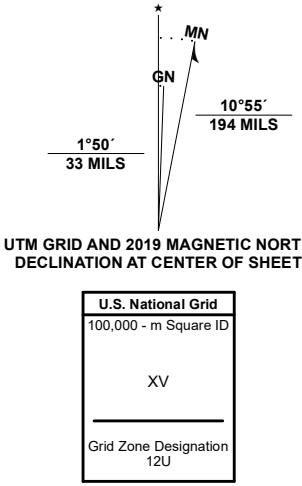 ★
MN
GN
10°55´
194 MILS
1°50´
33 MILS
UTM GRID AND 2019 MAGNETIC NORT
DECLINATION AT CENTER OF SHEET
U.S. National Grid
100,000 - m Square ID
XV
Grid Zone Designation
12U